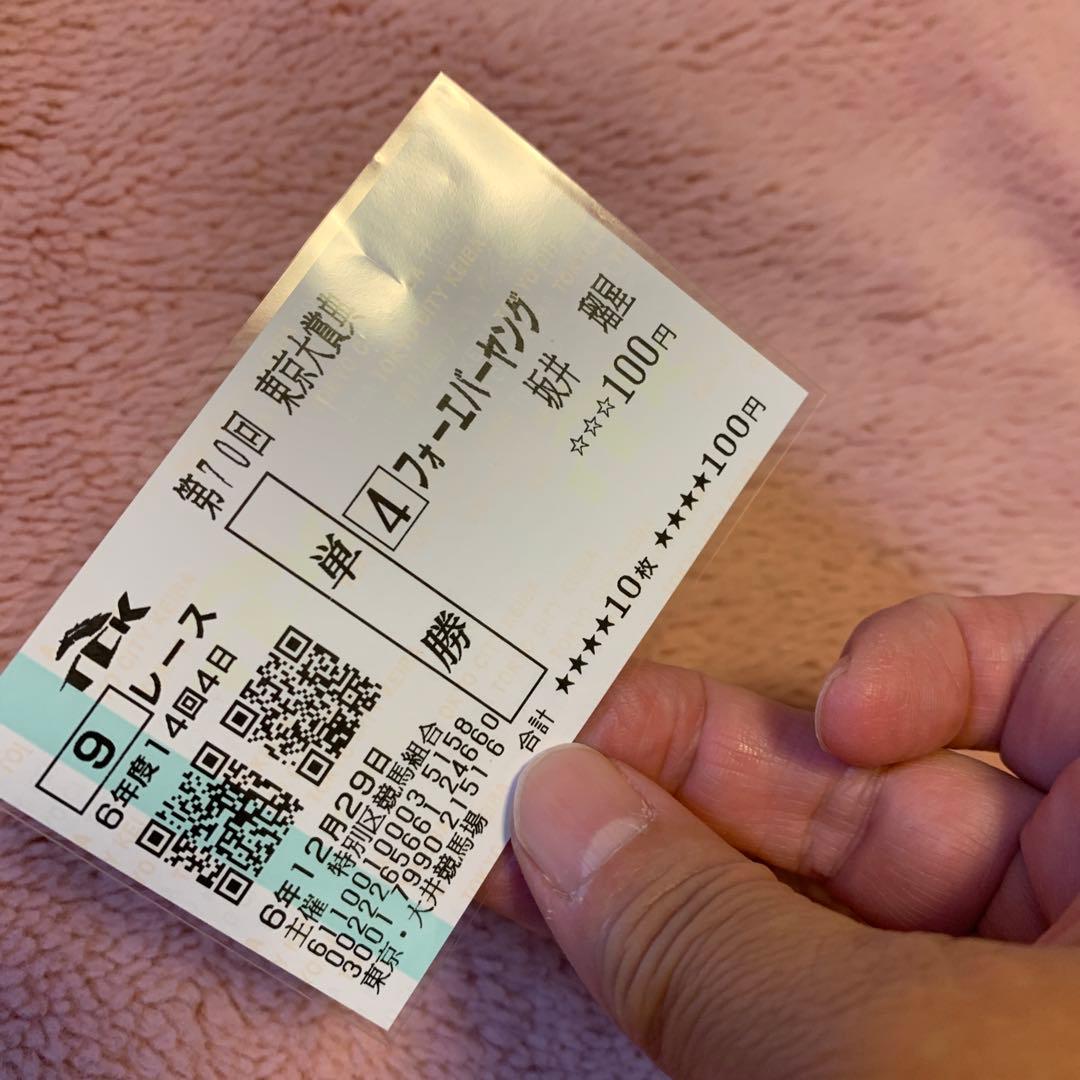 TCK
9 レース
6年度14回4日
第70回 東京大賞典
単勝
4 フォーエバーヤング
坂井 瑠星
☆☆☆100円
6年12月29日
主催 特別区競馬組合
東京・大井競馬場
合計 ★★★★10枚 ★★★★100円